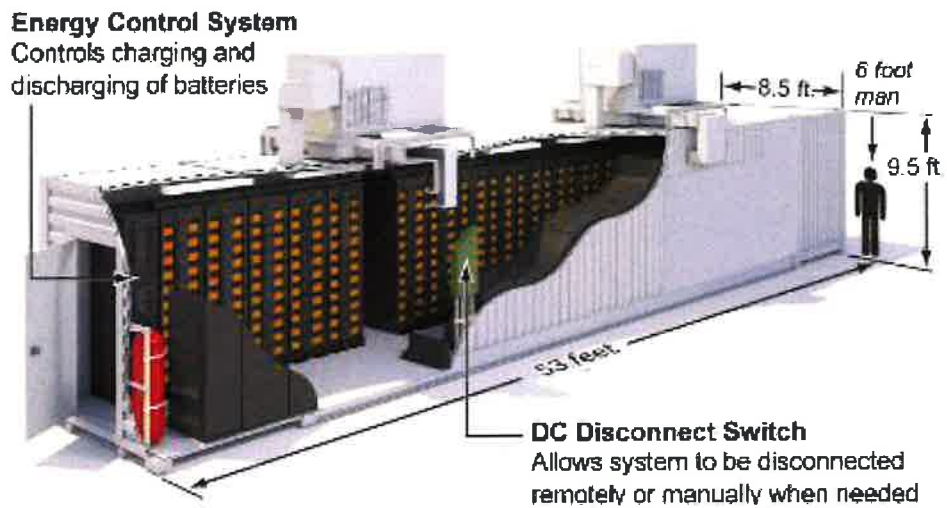 Energy Control System
Controls charging and
discharging of batteries
8.5 ft.
6 foot
man
9.5 ft
53 feet
DC Disconnect Switch
Allows system to be disconnected
remotely or manually when needed